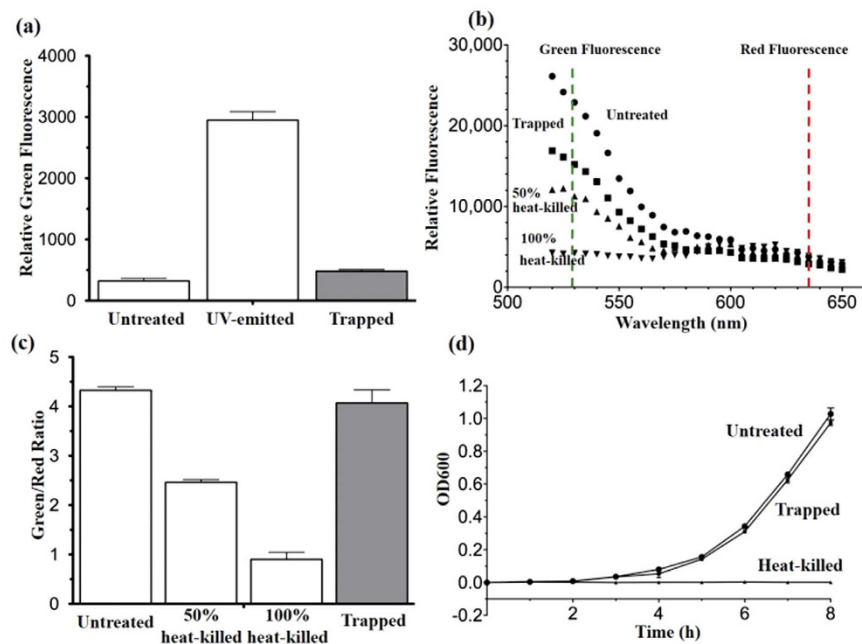 (a)
Relative Green Fluorescence
4000
3000
2000
1000
0
Untreated
UV-emitted
Trapped
(b)
Relative Fluorescence
30,000
20,000
10,000
0
Green Fluorescence
Red Fluorescence
Untreated
Trapped
50%
heat-killed
100%
heat-killed
500
550
600
650
Wavelength (nm)
(c)
Green/Red Ratio
5
4
3
2
1
0
Untreated
50%
heat-killed
100%
heat-killed
Trapped
(d)
OD600
1.2
1.0
0.8
0.6
0.4
0.2
0.0
-0.2
Untreated
Trapped
Heat-killed
2
4
6
8
Time (h)